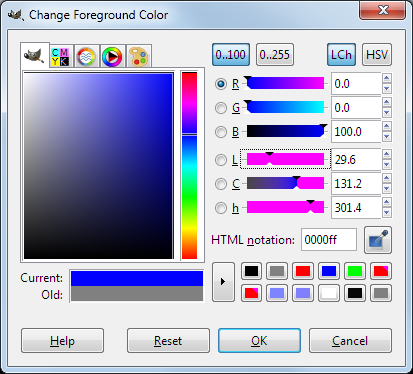 Change Foreground Color
CMYK
0..100 0..255 LCh HSV
R 0.0
G 0.0
B 100.0
L 29.6
C 131.2
h 301.4
HTML notation: 0000ff
Current:
Old:
Help Reset OK Cancel